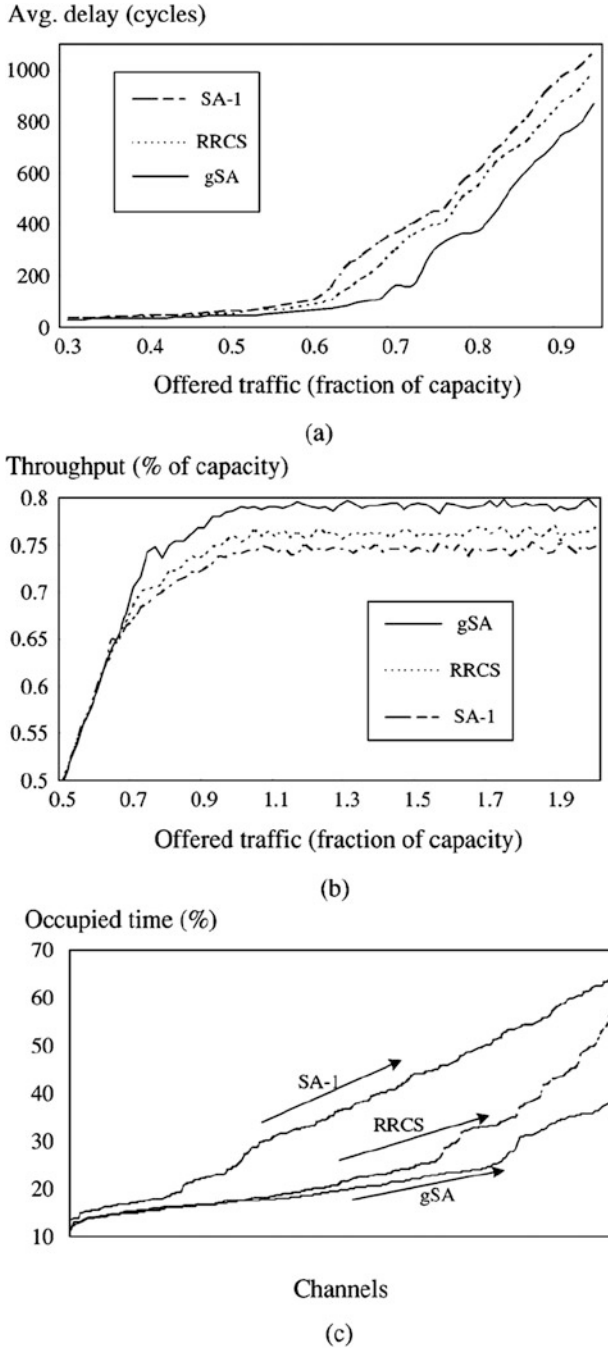 Avg. delay (cycles)
1000
800
600
400
200
0
SA-1
RRCS
gSA
0.3 0.4 0.5 0.6 0.7 0.8 0.9
Offered traffic (fraction of capacity)
(a)
Throughput (% of capacity)
0.8
0.75
0.7
0.65
0.6
0.55
0.5
gSA
RRCS
SA-1
0.5 0.7 0.9 1.1 1.3 1.5 1.7 1.9
Offered traffic (fraction of capacity)
(b)
Occupied time (%)
70
60
50
40
30
20
10
SA-1
RRCS
gSA
Channels
(c)